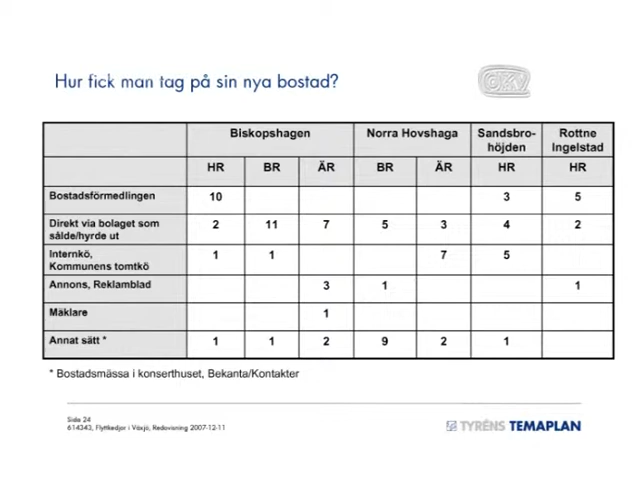 Hur fick man tag på sin nya bostad?
Biskopshagen Norra Hovshaga Sandsbro- Rottne
höjden Ingelstad
HR BR ÄR BR ÄR HR HR
Bostadsförmedlingen 10 3 5
Direkt via bolaget som 2 11 7 5 3 4 2
sålde/hyrde ut
Internkö, 1 1 7 5
Kommunens tomtkö
Annons, Reklamblad 3 1 1
Mäklare 1
Annat sätt * 1 1 2 9 2 1
* Bostadsmässa i konserthuset, Bekanta/Kontakter
Sida 24
614343, Flyttkedjor i Växjö, Redovisning 2007-12-11
TYRÉNS TEMAPLAN